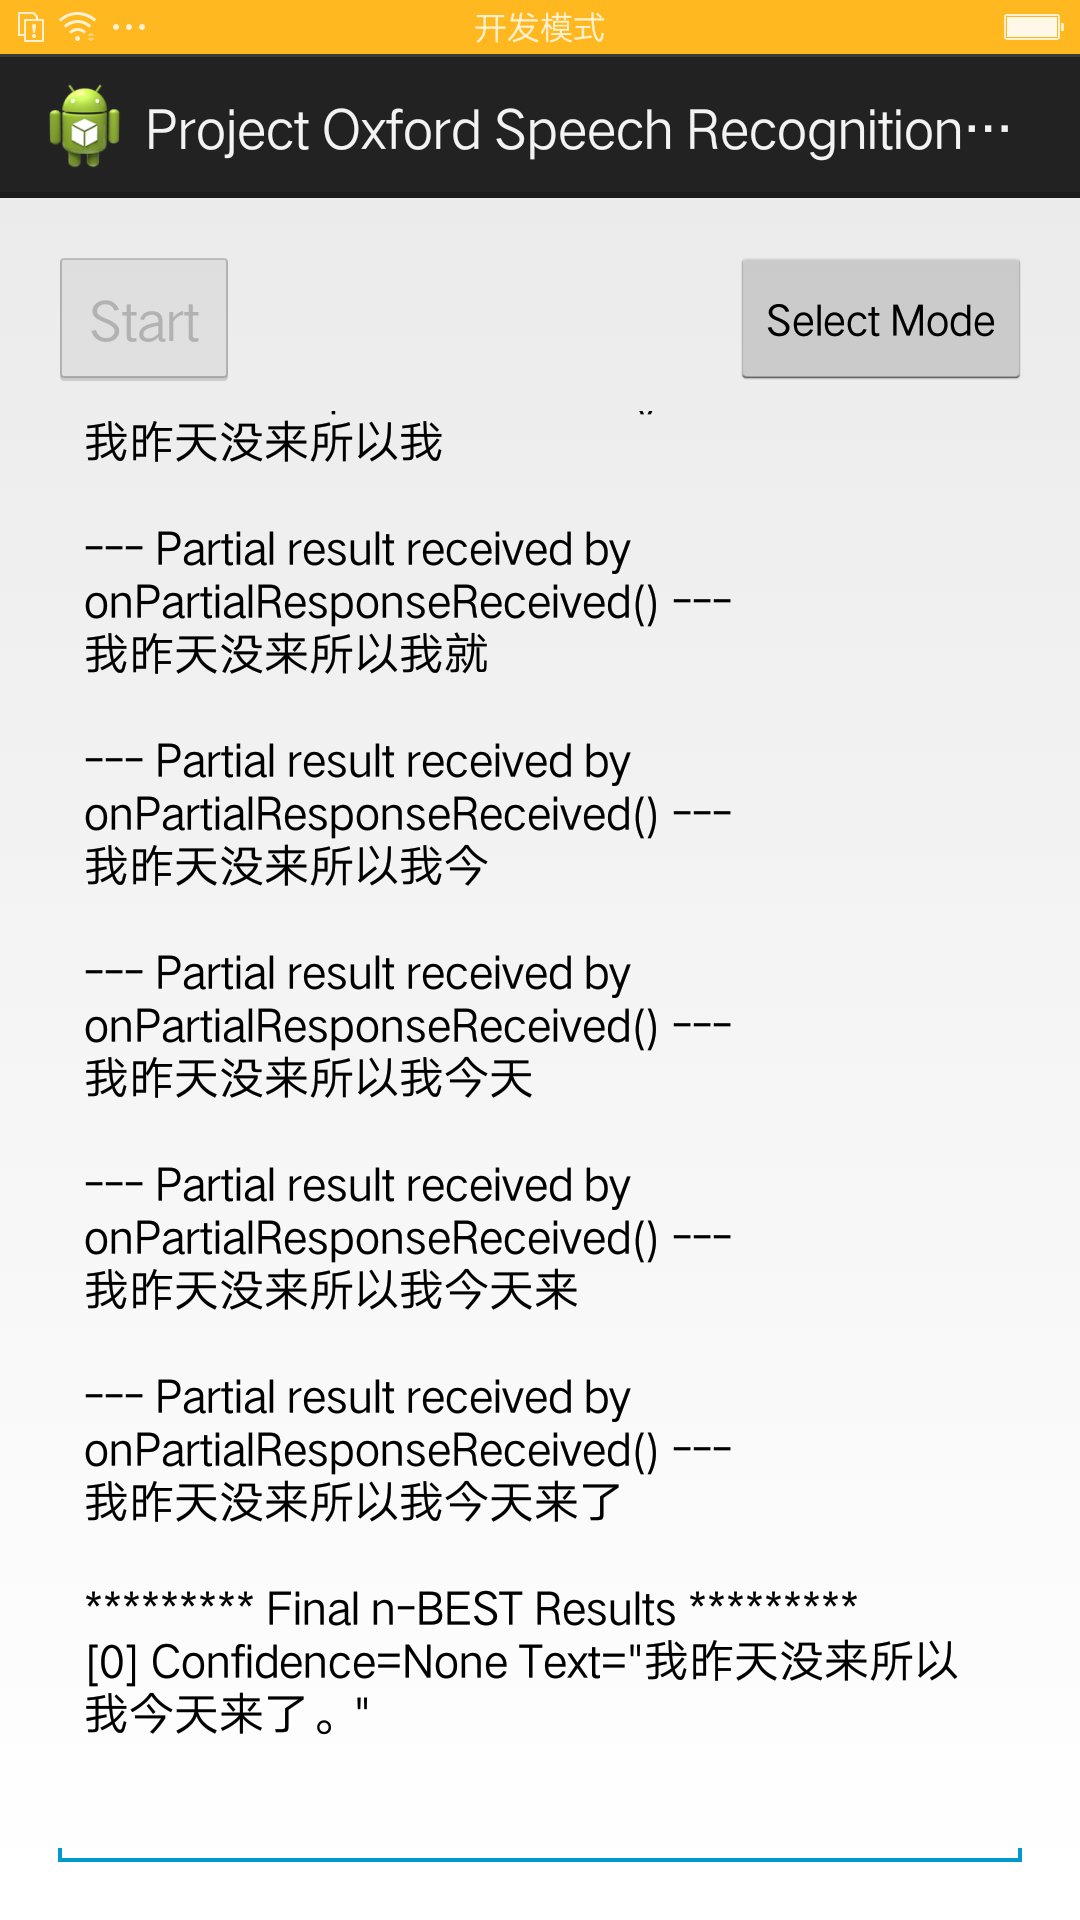 开发模式
Project Oxford Speech Recognition...
Start
Select Mode
我昨天没来所以我
--- Partial result received by
onPartialResponseReceived() ---
我昨天没来所以我就
--- Partial result received by
onPartialResponseReceived() ---
我昨天没来所以我今
--- Partial result received by
onPartialResponseReceived() ---
我昨天没来所以我今天
--- Partial result received by
onPartialResponseReceived() ---
我昨天没来所以我今天来
--- Partial result received by
onPartialResponseReceived() ---
我昨天没来所以我今天来了
********* Final n-BEST Results *********
[0] Confidence=None Text="我昨天没来所以
我今天来了。"